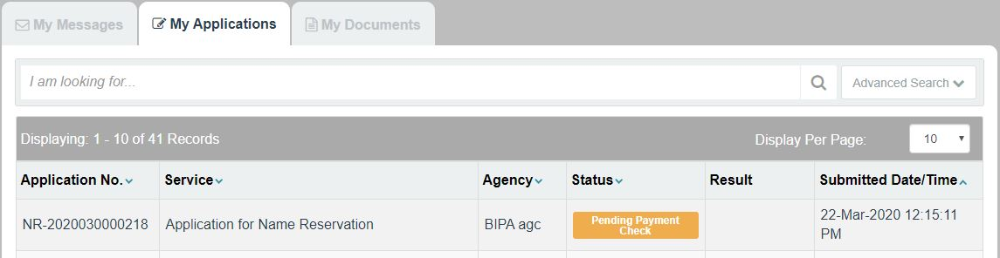 My Messages
My Applications
My Documents
I am looking for...
Advanced Search
Displaying: 1 - 10 of 41 Records
Display Per Page:
10
Application No.
Service
Agency
Status
Result
Submitted Date/Time
NR-2020030000218
Application for Name Reservation
BIPA agc
Pending Payment
Check
22-Mar-2020 12:15:11
PM